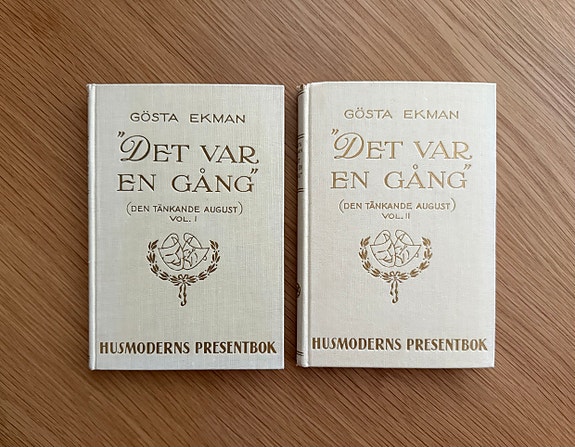 GÖSTA EKMAN
"DET VAR
EN GÅNG"
(DEN TÄNKANDE AUGUST)
VOL. I
HUSMODERNS PRESENTBOK
GÖSTA EKMAN
"DET VAR
EN GÅNG"
(DEN TÄNKANDE AUGUST)
VOL. II
HUSMODERNS PRESENTBOK